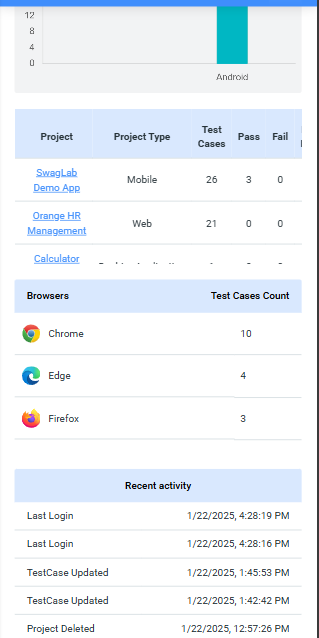 12
8
4
0
Android
Project Project Type Test Cases Pass Fail
SwagLab Demo App Mobile 26 3 0
Orange HR Management Web 21 0 0
Calculator
Browsers Test Cases Count
Chrome 10
Edge 4
Firefox 3
Recent activity
Last Login 1/22/2025, 4:28:19 PM
Last Login 1/22/2025, 4:28:16 PM
TestCase Updated 1/22/2025, 1:45:53 PM
TestCase Updated 1/22/2025, 1:42:42 PM
Project Deleted 1/22/2025, 12:57:26 PM